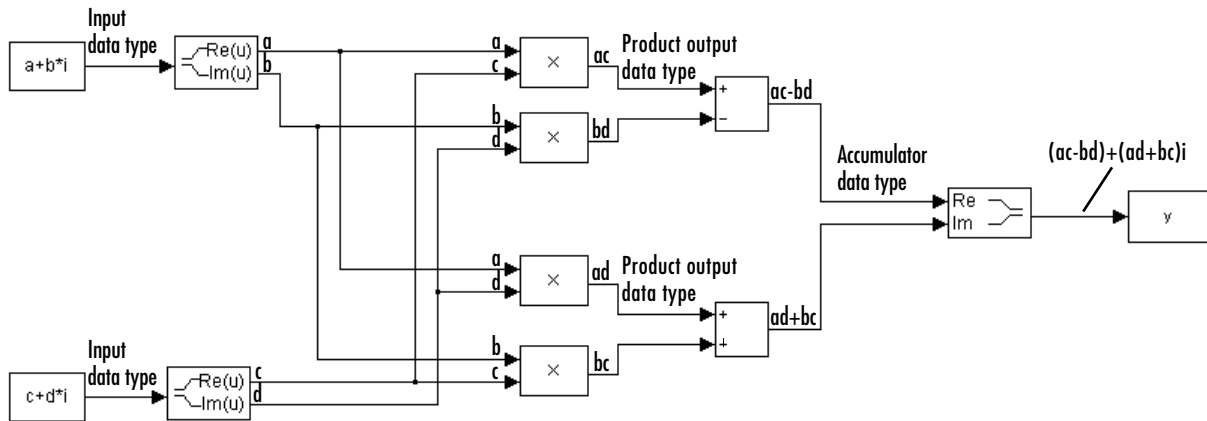 Input
data type
a+b*i
Re(u)
Im(u)
a
b
a
c
×
ac
Product output
data type
+
−
ac-bd
b
d
×
bd
Accumulator
data type
(ac-bd)+(ad+bc)i
Re
Im
y
a
d
×
ad
Product output
data type
+
+
ad+bc
b
c
×
bc
Input
data type
c+d*i
Re(u)
Im(u)
c
d